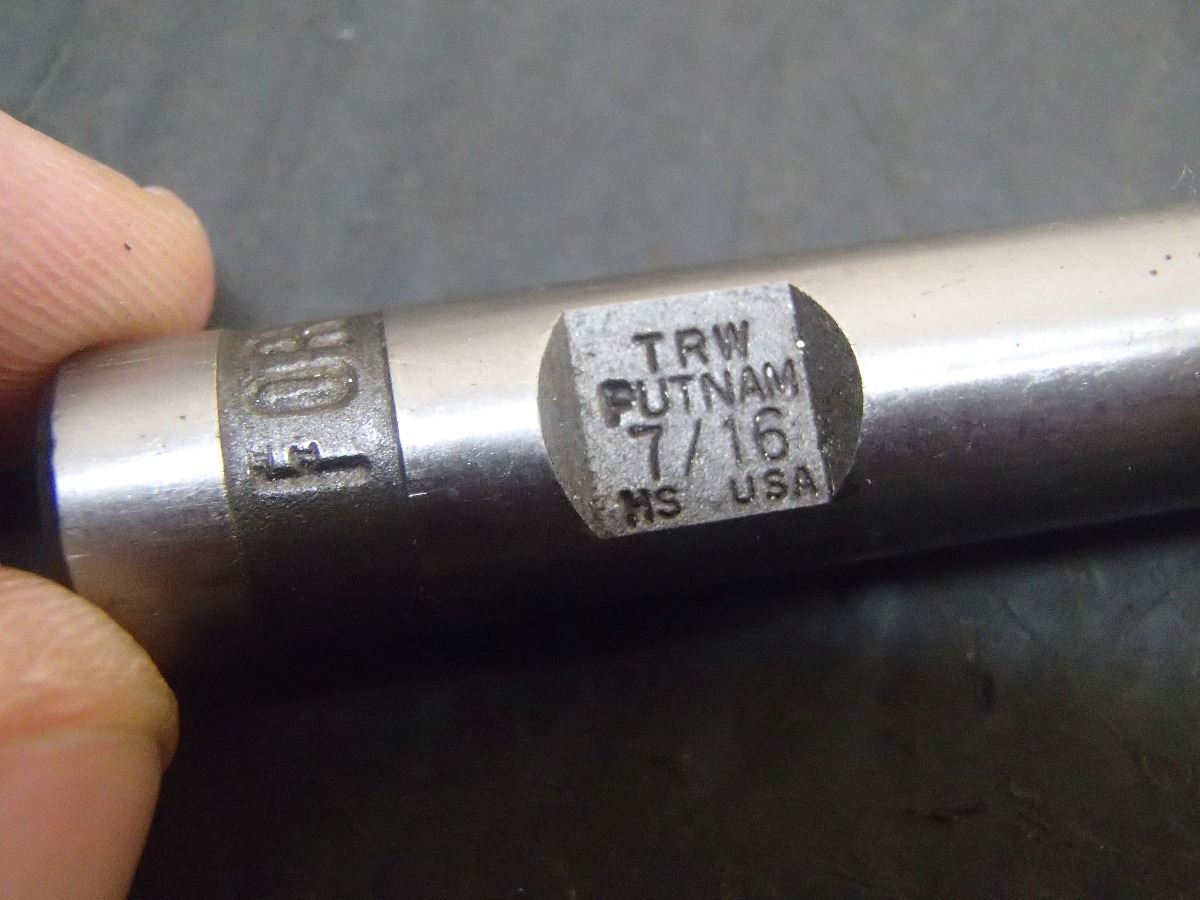 TRW
PUTNAM
7/16
HS USA